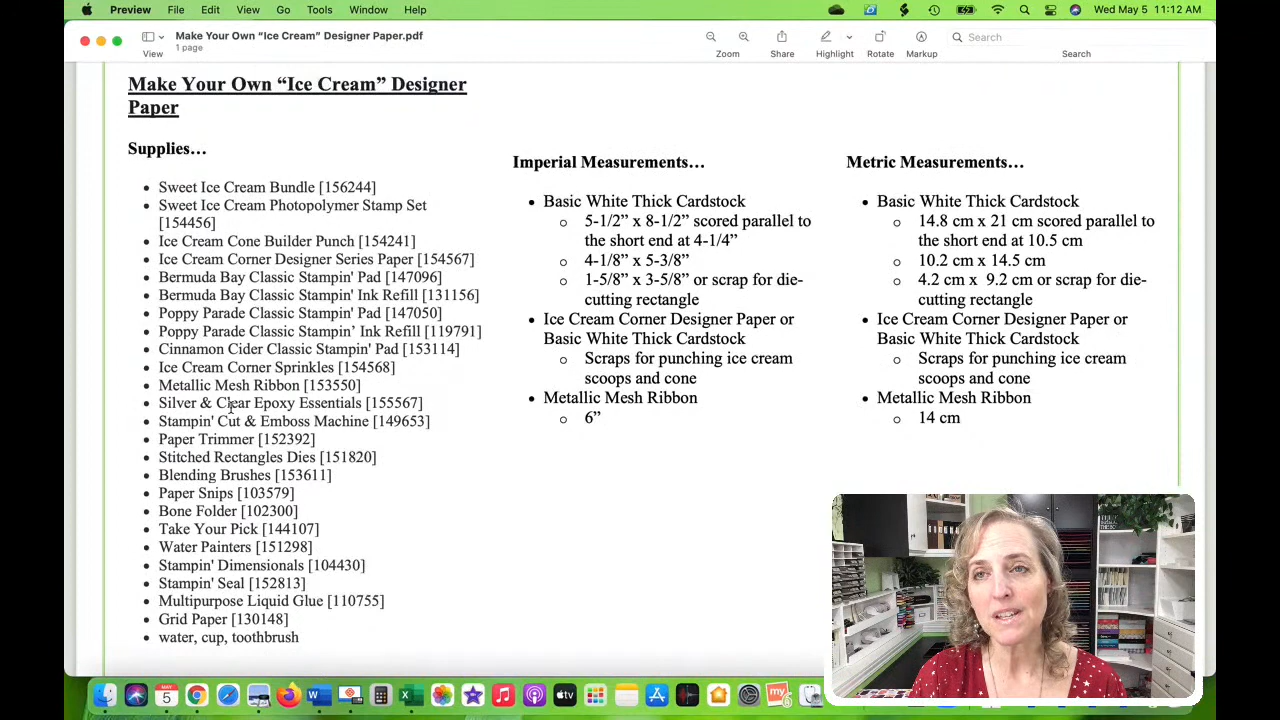 Preview File Edit View Go Tools Window Help Wed May 5 11:12 AM
Make Your Own “Ice Cream” Designer Paper.pdf
1 page
Search
View Zoom Share Highlight Rotate Markup Search
Make Your Own “Ice Cream” Designer
Paper
Supplies…
Sweet Ice Cream Bundle [156244]
Sweet Ice Cream Photopolymer Stamp Set
[154456]
Ice Cream Cone Builder Punch [154241]
Ice Cream Corner Designer Series Paper [154567]
Bermuda Bay Classic Stampin' Pad [147096]
Bermuda Bay Classic Stampin' Ink Refill [131156]
Poppy Parade Classic Stampin' Pad [147050]
Poppy Parade Classic Stampin’ Ink Refill [119791]
Cinnamon Cider Classic Stampin' Pad [153114]
Ice Cream Corner Sprinkles [154568]
Metallic Mesh Ribbon [153550]
Silver & Clear Epoxy Essentials [155567]
Stampin' Cut & Emboss Machine [149653]
Paper Trimmer [152392]
Stitched Rectangles Dies [151820]
Blending Brushes [153611]
Paper Snips [103579]
Bone Folder [102300]
Take Your Pick [144107]
Water Painters [151298]
Stampin' Dimensionals [104430]
Stampin' Seal [152813]
Multipurpose Liquid Glue [110755]
Grid Paper [130148]
water, cup, toothbrush
Imperial Measurements…
Basic White Thick Cardstock
5-1/2” x 8-1/2” scored parallel to
the short end at 4-1/4”
4-1/8” x 5-3/8”
1-5/8” x 3-5/8” or scrap for die-
cutting rectangle
Ice Cream Corner Designer Paper or
Basic White Thick Cardstock
Scraps for punching ice cream
scoops and cone
Metallic Mesh Ribbon
6”
Metric Measurements…
Basic White Thick Cardstock
14.8 cm x 21 cm scored parallel to
the short end at 10.5 cm
10.2 cm x 14.5 cm
4.2 cm x 9.2 cm or scrap for die-
cutting rectangle
Ice Cream Corner Designer Paper or
Basic White Thick Cardstock
Scraps for punching ice cream
scoops and cone
Metallic Mesh Ribbon
14 cm
MAY
5
tv
my
6